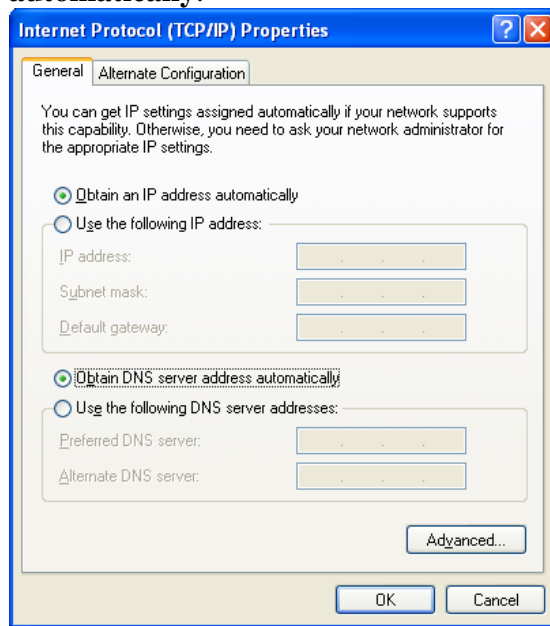 automatically.
Internet Protocol (TCP/IP) Properties
General Alternate Configuration
You can get IP settings assigned automatically if your network supports
this capability. Otherwise, you need to ask your network administrator for
the appropriate IP settings.
Obtain an IP address automatically
Use the following IP address:
IP address:
Subnet mask:
Default gateway:
Obtain DNS server address automatically
Use the following DNS server addresses:
Preferred DNS server:
Alternate DNS server:
Advanced...
OK Cancel